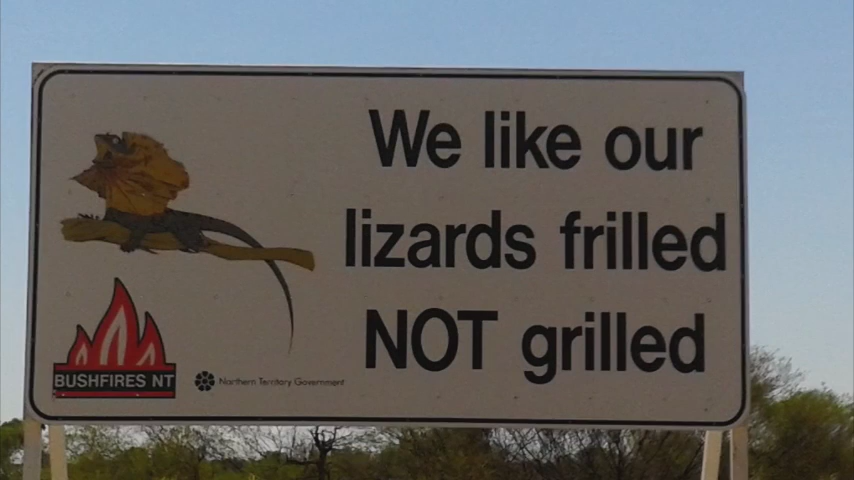 We like our
lizards frilled
NOT grilled
BUSHFIRES NT
Northern Territory Government